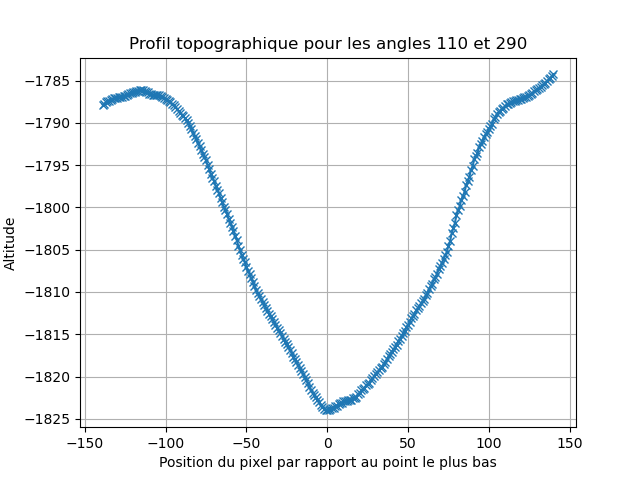 Profil topographique pour les angles 110 et 290
Altitude
−1785
−1790
−1795
−1800
−1805
−1810
−1815
−1820
−1825
−150 −100 −50 0 50 100 150
Position du pixel par rapport au point le plus bas